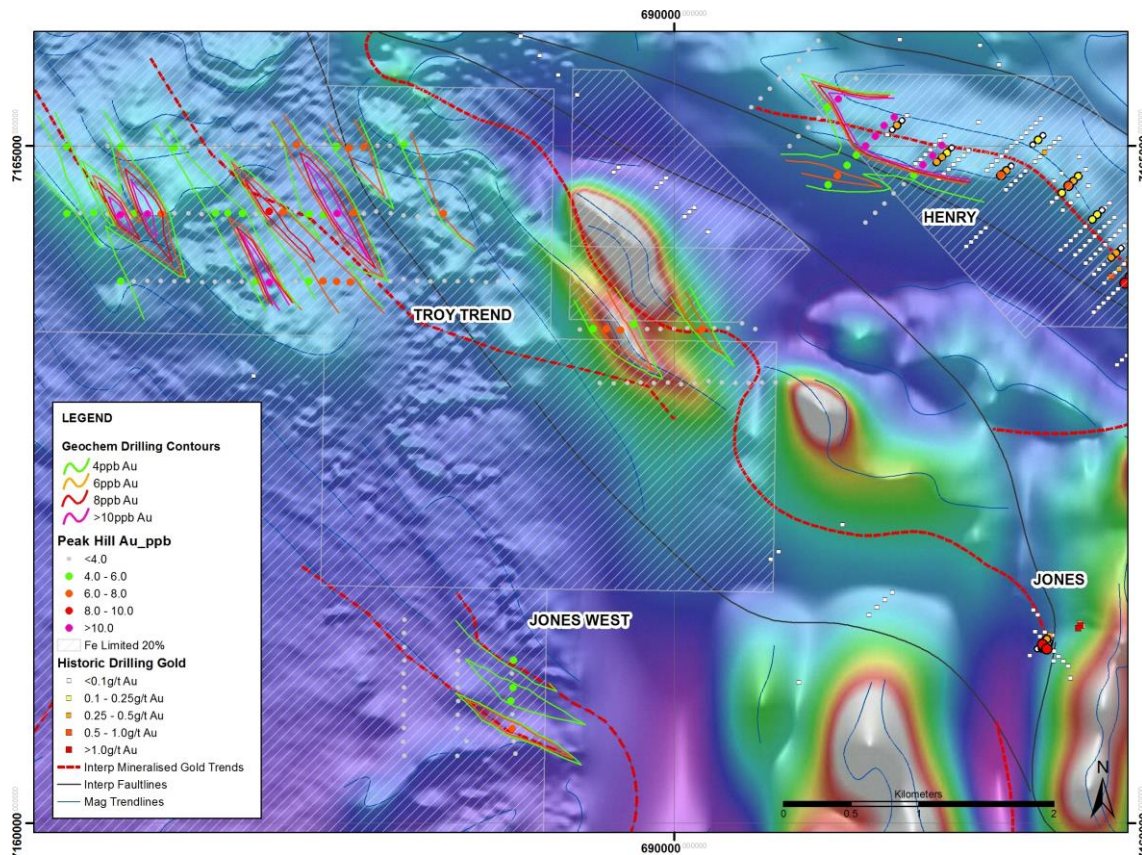 690000
7165000
7165000
HENRY
TROY TREND
LEGEND
Geochem Drilling Contours
4ppb Au
6ppb Au
8ppb Au
>10ppb Au
Peak Hill Au_ppb
<4.0
4.0 - 6.0
6.0 - 8.0
8.0 - 10.0
>10.0
Fe Limited 20%
Historic Drilling Gold
<0.1g/t Au
0.1 - 0.25g/t Au
0.25 - 0.5g/t Au
0.5 - 1.0g/t Au
>1.0g/t Au
Interp Mineralised Gold Trends
Interp Faultlines
Mag Trendlines
JONES
JONES WEST
N
Kilometers
0 0.5 1 2
7160000
690000